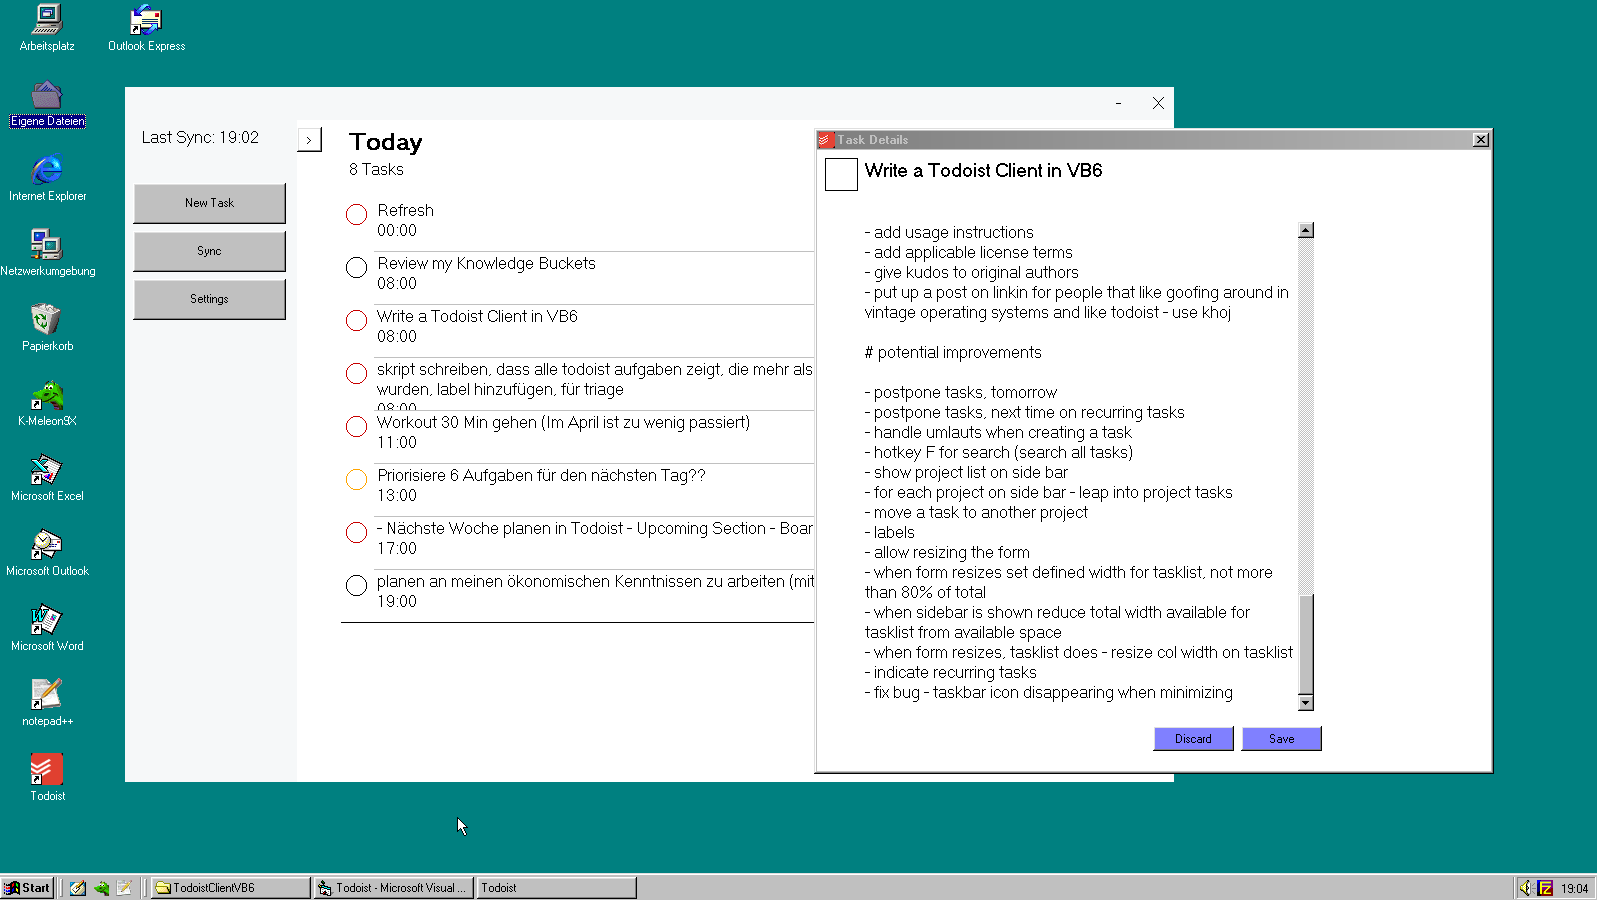 Arbeitsplatz
Outlook Express
Eigene Dateien
Internet Explorer
Netzwerkumgebung
Papierkorb
K-Meleon9X
Microsoft Excel
Microsoft Outlook
Microsoft Word
notepad++
Todoist
Last Sync: 19:02
New Task
Sync
Settings
Today
8 Tasks
Refresh
00:00
Review my Knowledge Buckets
08:00
Write a Todoist Client in VB6
08:00
skript schreiben, dass alle todoist aufgaben zeigt, die mehr als
wurden, label hinzufügen, für triage
08:00
Workout 30 Min gehen (Im April ist zu wenig passiert)
11:00
Priorisiere 6 Aufgaben für den nächsten Tag??
13:00
- Nächste Woche planen in Todoist - Upcoming Section - Boar
17:00
planen an meinen ökonomischen Kenntnissen zu arbeiten (mit
19:00
Task Details
Write a Todoist Client in VB6
- add usage instructions
- add applicable license terms
- give kudos to original authors
- put up a post on linkin for people that like goofing around in
vintage operating systems and like todoist - use khoj
# potential improvements
- postpone tasks, tomorrow
- postpone tasks, next time on recurring tasks
- handle umlauts when creating a task
- hotkey F for search (search all tasks)
- show project list on side bar
- for each project on side bar - leap into project tasks
- move a task to another project
- labels
- allow resizing the form
- when form resizes set defined width for tasklist, not more
than 80% of total
- when sidebar is shown reduce total width available for
tasklist from available space
- when form resizes, tasklist does - resize col width on tasklist
- indicate recurring tasks
- fix bug - taskbar icon disappearing when minimizing
Discard
Save
Start
TodoistClientVB6
Todoist - Microsoft Visual ...
Todoist
19:04